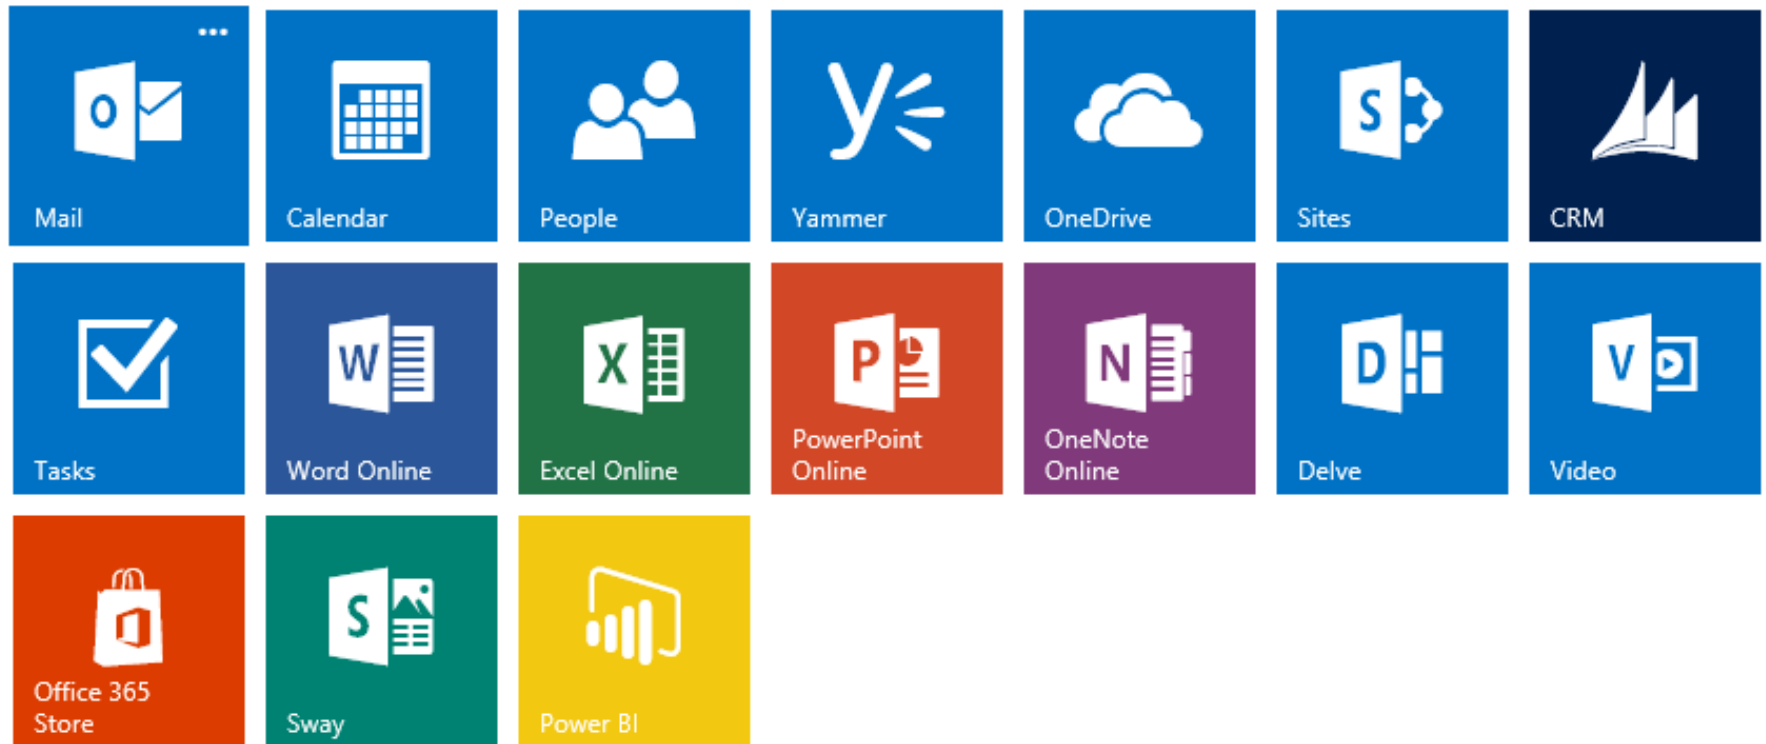 Mail
Calendar
People
Yammer
OneDrive
Sites
CRM
Tasks
Word Online
Excel Online
PowerPoint
Online
OneNote
Online
Delve
Video
Office 365
Store
Sway
Power BI